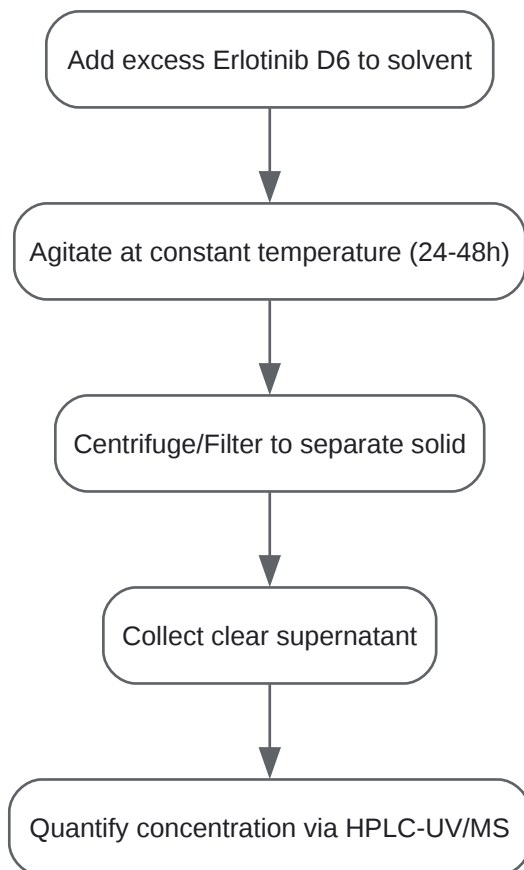 Add excess Erlotinib D6 to solvent
Agitate at constant temperature (24-48h)
Centrifuge/Filter to separate solid
Collect clear supernatant
Quantify concentration via HPLC-UV/MS